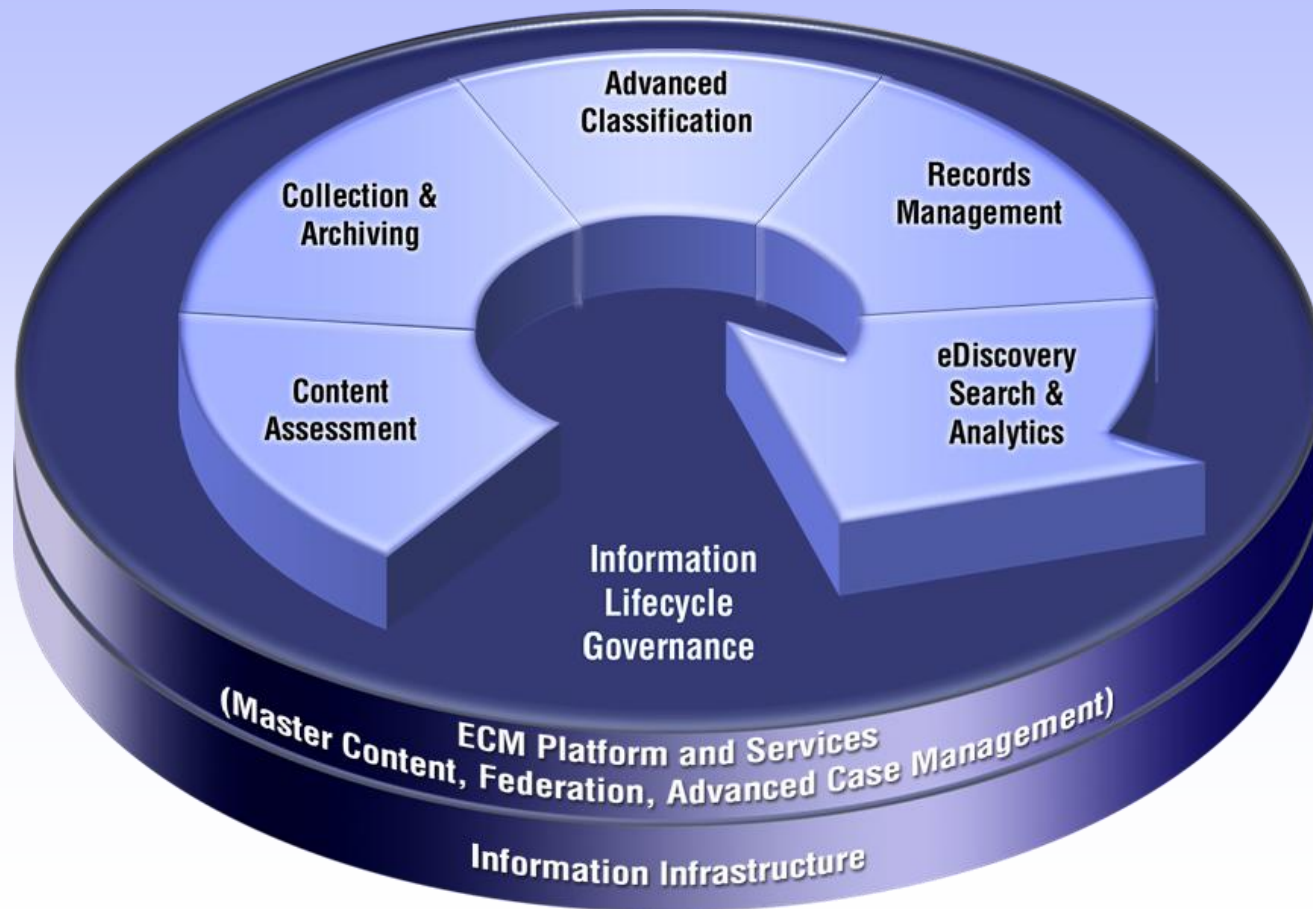 Advanced
Classification
Collection &
Archiving
Records
Management
Content
Assessment
eDiscovery
Search &
Analytics
Information
Lifecycle
Governance
ECM Platform and Services
(Master Content, Federation, Advanced Case Management)
Information Infrastructure